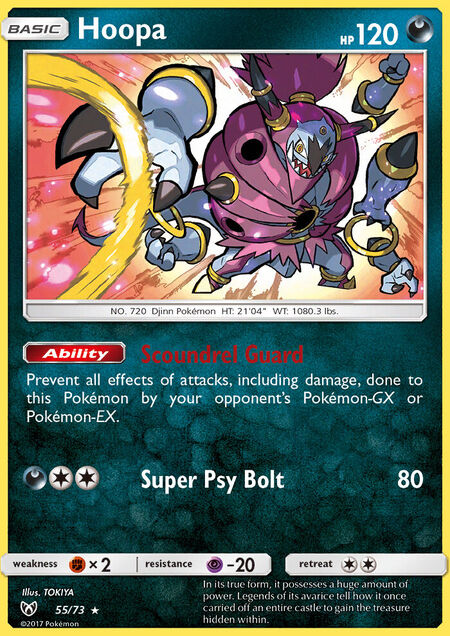 BASIC Hoopa HP 120
NO. 720 Djinn Pokémon HT: 21'04" WT: 1080.3 lbs.
Ability Scoundrel Guard
Prevent all effects of attacks, including damage, done to
this Pokémon by your opponent's Pokémon-GX or
Pokémon-EX.
Super Psy Bolt 80
weakness ×2 resistance -20 retreat
Illus. TOKIYA
55/73
©2017 Pokémon
In its true form, it possesses a huge amount of
power. Legends of its avarice tell how it once
carried off an entire castle to gain the treasure
hidden within.